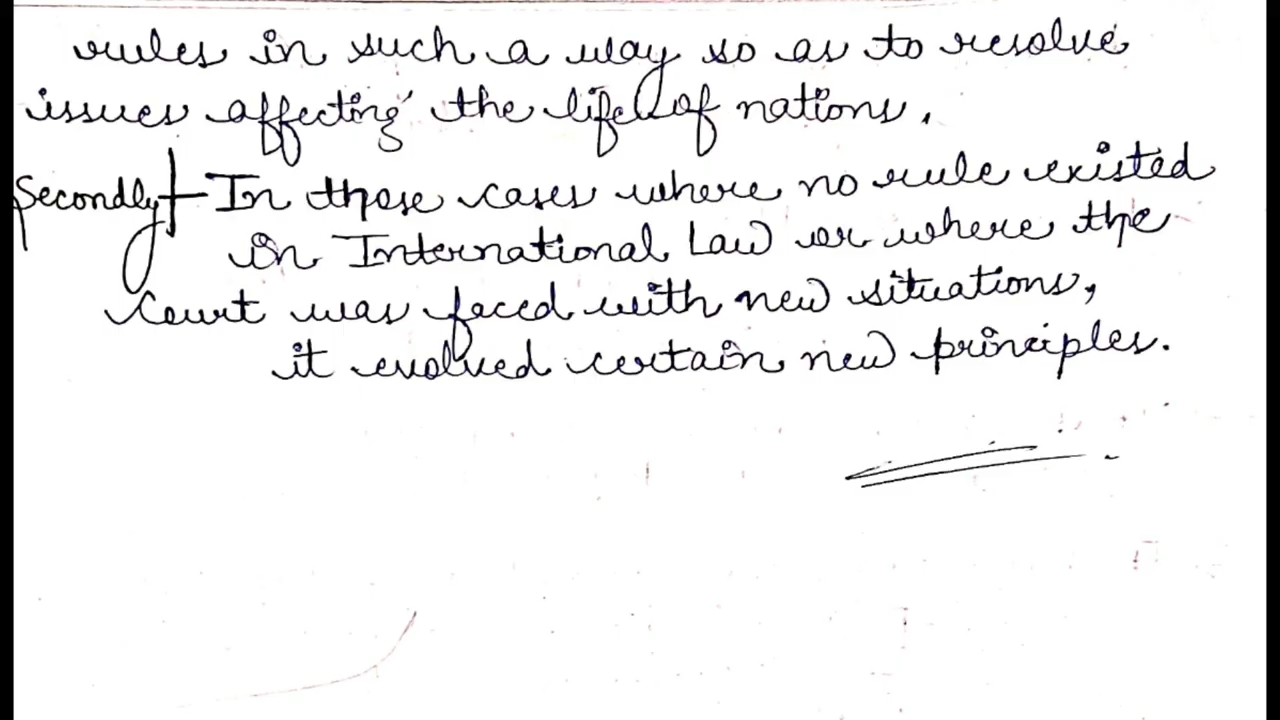 rules in such a way so as to resolve
issues affecting the life of nations.
Secondly - In those cases where no rule existed
in International Law or where the
Court was faced with new situations,
it evolved certain new principles.